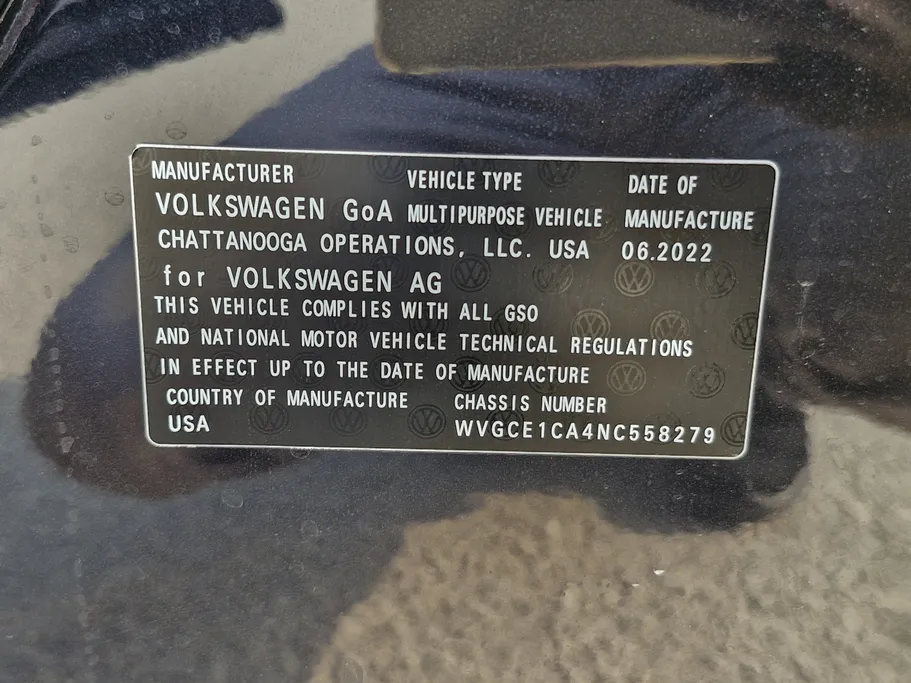 MANUFACTURER VEHICLE TYPE DATE OF
VOLKSWAGEN GoA MULTIPURPOSE VEHICLE MANUFACTURE
CHATTANOOGA OPERATIONS, LLC. USA 06.2022
for VOLKSWAGEN AG
THIS VEHICLE COMPLIES WITH ALL GSO
AND NATIONAL MOTOR VEHICLE TECHNICAL REGULATIONS
IN EFFECT UP TO THE DATE OF MANUFACTURE
COUNTRY OF MANUFACTURE CHASSIS NUMBER
USA WVGCE1CA4NC558279